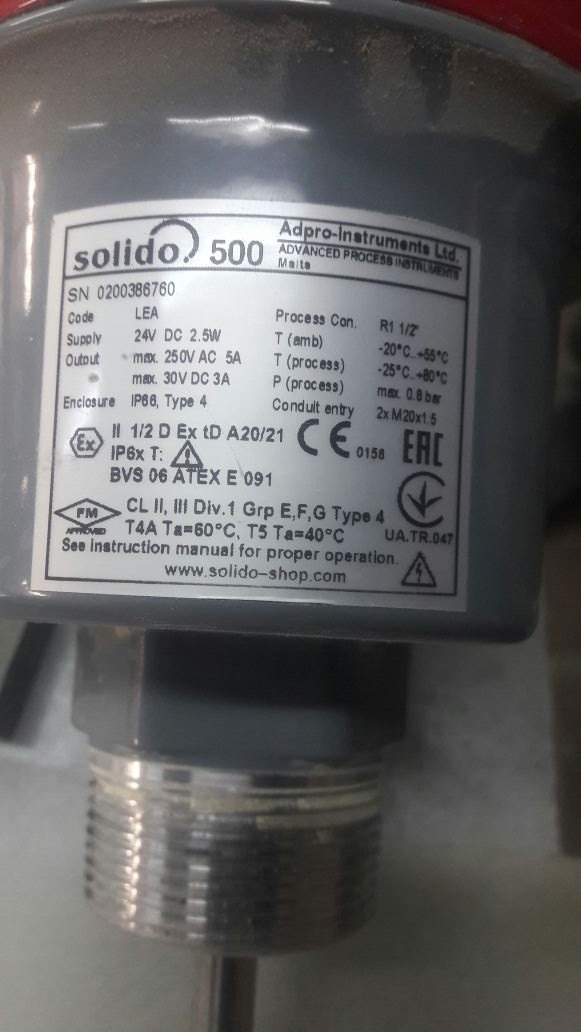 solido 500
Adpro-Instruments Ltd.
ADVANCED PROCESS INSTRUMENTS
Malta
SN 0200386760
Code LEA
Supply 24V DC 2.5W
Output max. 250V AC 5A
max. 30V DC 3A
Enclosure IP66, Type 4
Process Con. R1 1/2"
T (amb) -20°C..+55°C
T (process) -25°C..+80°C
P (process) max. 0.8 bar
Conduit entry 2x M20x1.5
Ex II 1/2 D Ex tD A20/21
IP6x T:
BVS 06 ATEX E 091
CE 0158 EAC
FM APPROVED
CL II, III Div.1 Grp E,F,G Type 4
T4A Ta=60°C, T5 Ta=40°C
UA.TR.047
See instruction manual for proper operation.
www.solido-shop.com